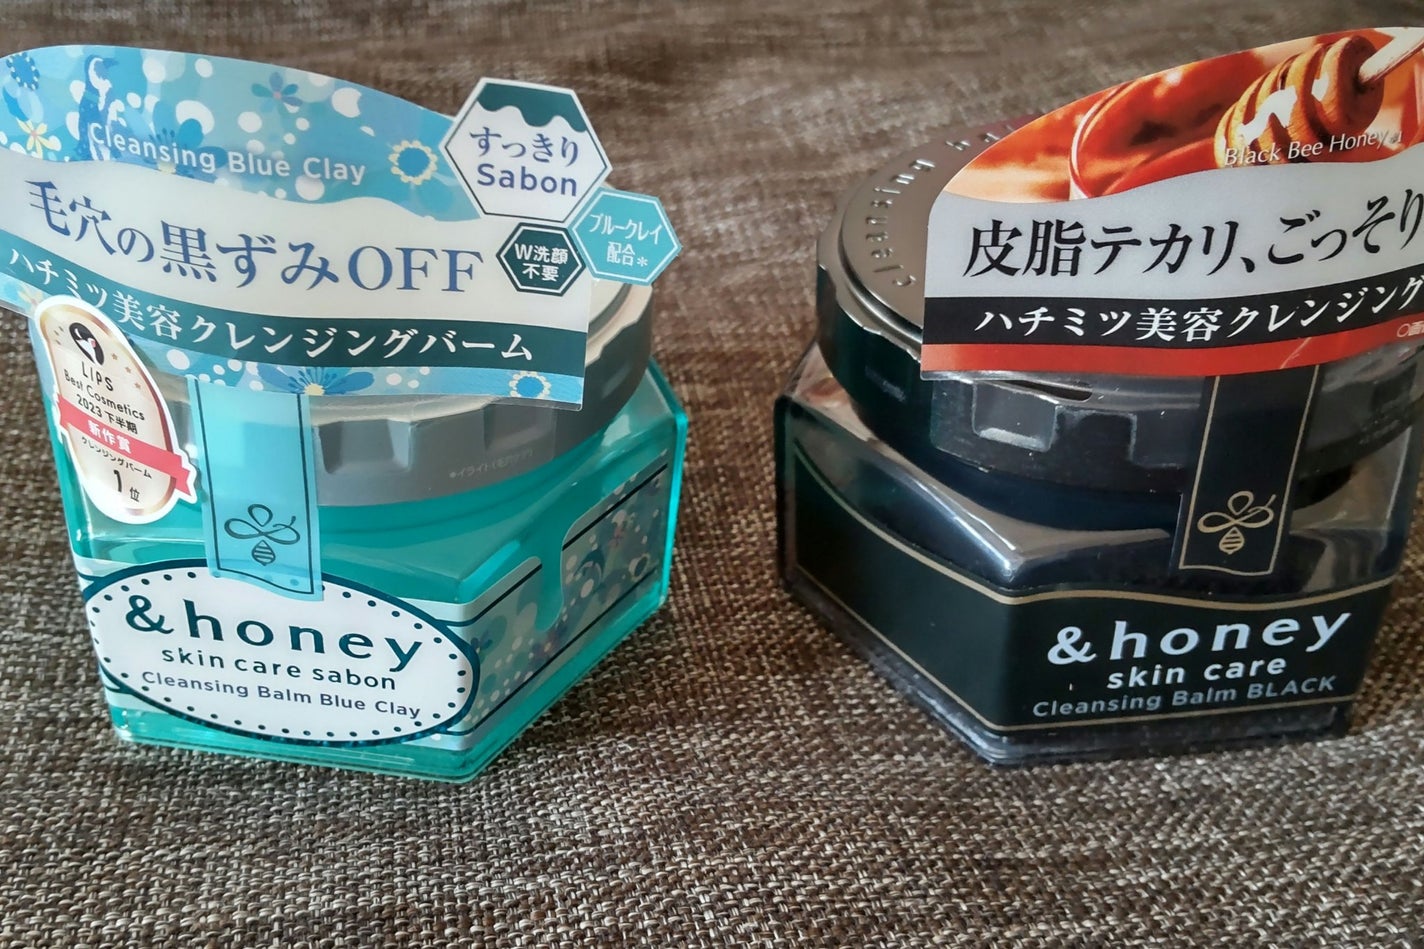 Cleansing Blue Clay
毛穴の黒ずみOFF
ハチミツ美容クレンジングバーム
すっきり
Sabon
W洗顔
不要
ブルークレイ
配合*
LIPS
Best Cosmetics
2023 下半期
新作賞
クレンジングバーム
1位
&honey
skin care sabon
Cleansing Balm Blue Clay
Black Bee Honey
皮脂テカリ、ごっそり
ハチミツ美容クレンジング
&honey
skin care
Cleansing Balm BLACK